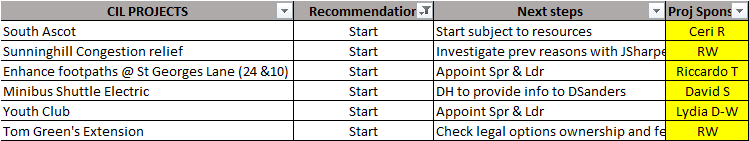 CIL PROJECTS Recommendation Next steps Proj Spons
South Ascot Start Start subject to resources Ceri R
Sunninghill Congestion relief Start Investigate prev reasons with JSharpe RW
Enhance footpaths @ St Georges Lane (24 &10) Start Appoint Spr & Ldr Riccardo T
Minibus Shuttle Electric Start DH to provide info to DSanders David S
Youth Club Start Appoint Spr & Ldr Lydia D-W
Tom Green's Extension Start Check legal options ownership and fe RW